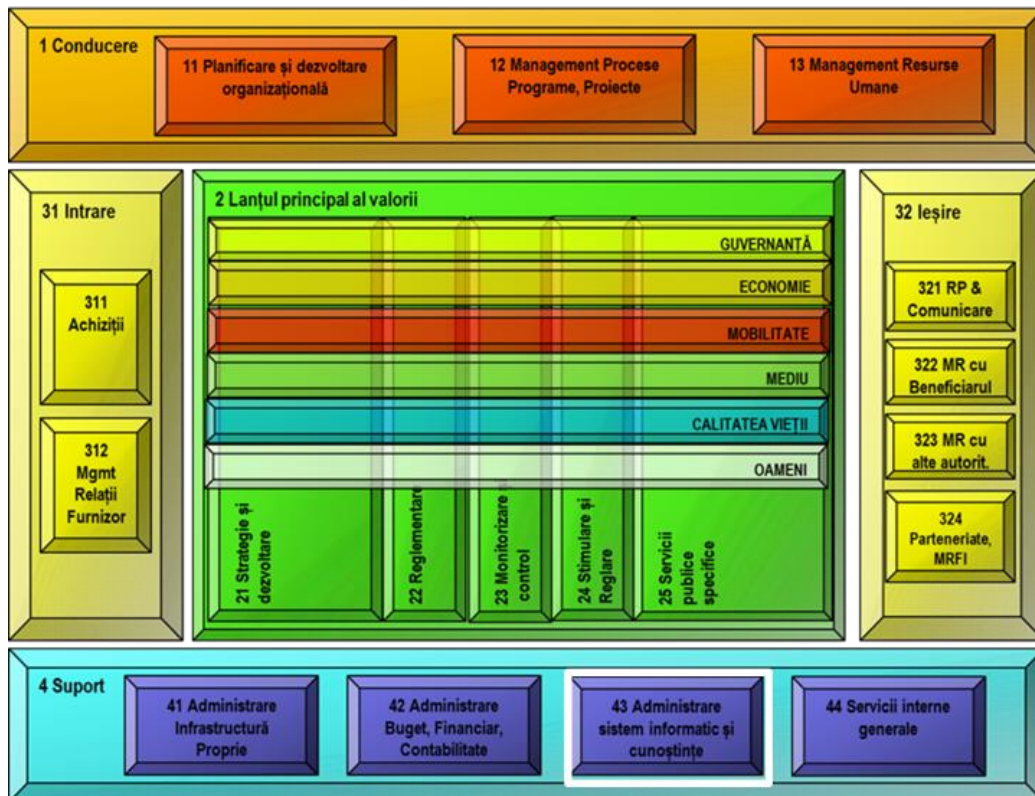 1 Conducere
11 Planificare și dezvoltare
organizațională
12 Management Procese
Programe, Proiecte
13 Management Resurse
Umane
31 Intrare
311
Achiziții
312
Mgmt
Relații
Furnizor
2 Lanțul principal al valorii
GUVERNANȚĂ
ECONOMIE
MOBILITATE
MEDIU
CALITATEA VIEȚII
OAMENI
21 Strategie și
dezvoltare
22 Reglementare
23 Monitorizare și
control
24 Stimulare și
Reglare
25 Servicii
publice
specifice
32 Ieșire
321 RP &
Comunicare
322 MR cu
Beneficiarul
323 MR cu
alte autorit.
324
Parteneriate,
MRFI
4 Suport
41 Administrare
Infrastructură
Proprie
42 Administrare
Buget, Financiar,
Contabilitate
43 Administrare
sistem informatic și
cunoștințe
44 Servicii interne
generale